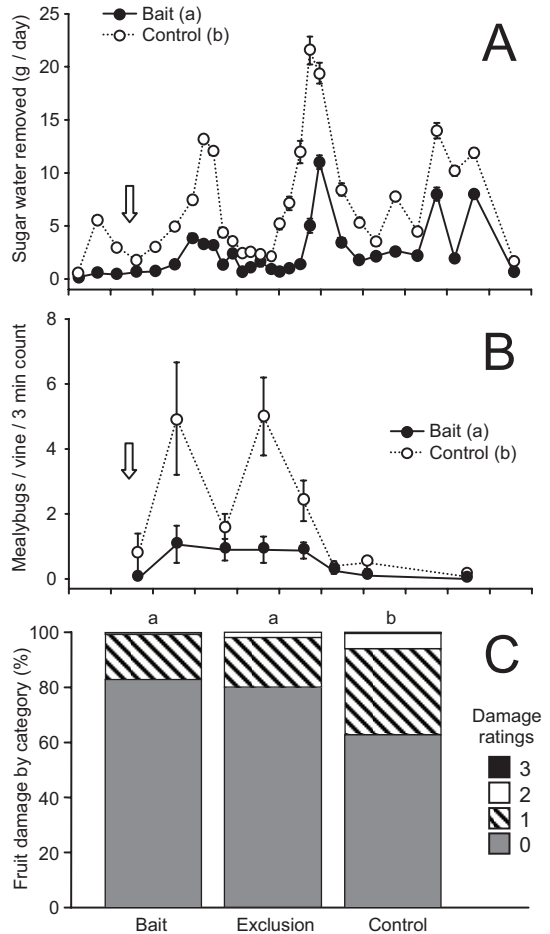 Bait (a)
Control (b)
A
Sugar water removed (g / day)
25
20
15
10
5
0
B
Mealybugs / vine / 3 min count
8
6
4
2
0
Bait (a)
Control (b)
a a b
C
Fruit damage by category (%)
100
80
60
40
20
0
Damage
ratings
3
2
1
0
Bait Exclusion Control